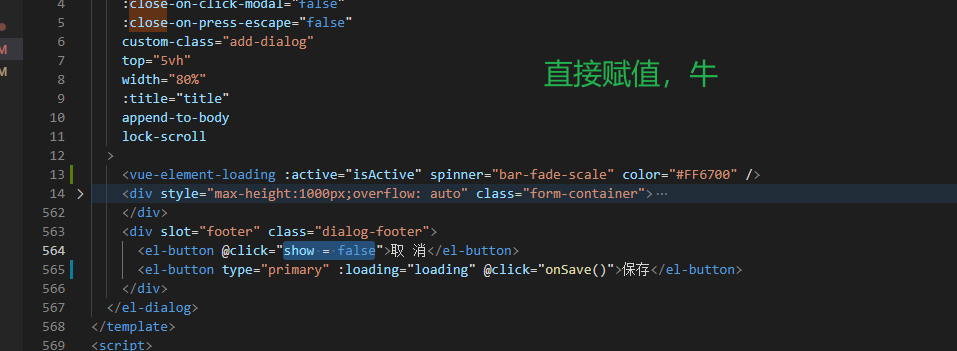 4 :close-on-click-modal="false"
5 :close-on-press-escape="false"
M 6 custom-class="add-dialog"
7 top="5vh"
M 8 width="80%"
9 :title="title"
10 append-to-body
11 lock-scroll
12 >
直接赋值，牛
13 <vue-element-loading :active="isActive" spinner="bar-fade-scale" color="#FF6700" />
14 > <div style="max-height:1000px;overflow: auto" class="form-container">…
562 </div>
563 <div slot="footer" class="dialog-footer">
564 <el-button @click="show = false">取 消</el-button>
565 <el-button type="primary" :loading="loading" @click="onSave()">保存</el-button>
566 </div>
567 </el-dialog>
568 </template>
569 <script>